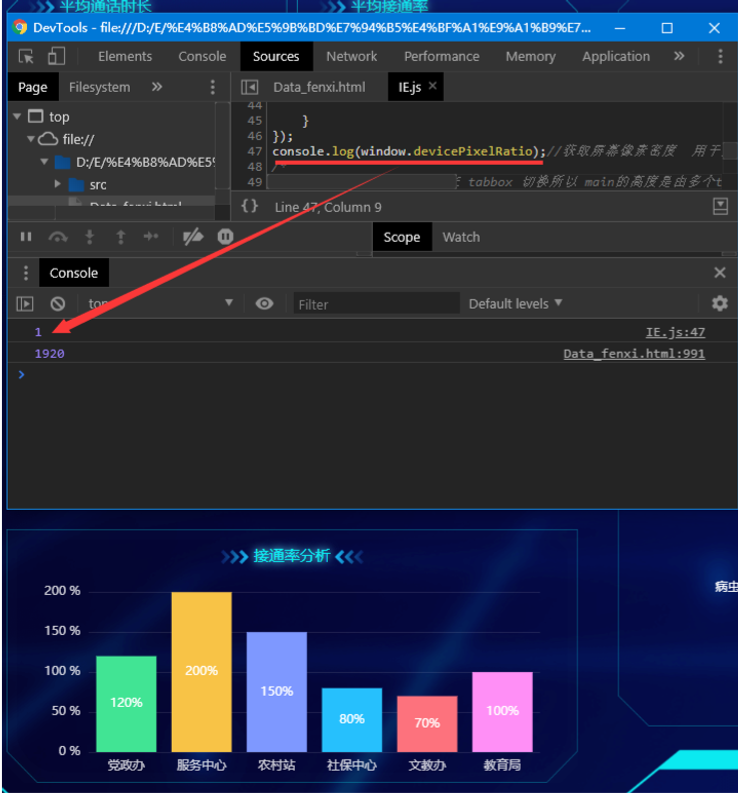 平均通话时长 平均接通率
DevTools - file:///D:/E/%E4%B8%AD%E5%9B%BD%E7%94%B5%E4%BF%A1%E9%A1%B9%E7...
Elements Console Sources Network Performance Memory Application »
Page Filesystem » Data_fenxi.html IE.js ×
top
file://
D:/E/%E4%B8%AD%E5
src
Data_fenxi.html
44
45 }
46 });
47 console.log(window.devicePixelRatio);//获取屏幕像素密度 用于
48 /*
49 tabbox 切换所以 main的高度是由多个t
{} Line 47, Column 9
Scope Watch
Console
top Filter Default levels ▼
1 IE.js:47
1920 Data_fenxi.html:991
>
接通率分析
病虫
200 %
150 %
100 %
50 %
0 %
120% 200% 150% 80% 70% 100%
党政办 服务中心 农村站 社保中心 文教办 教育局